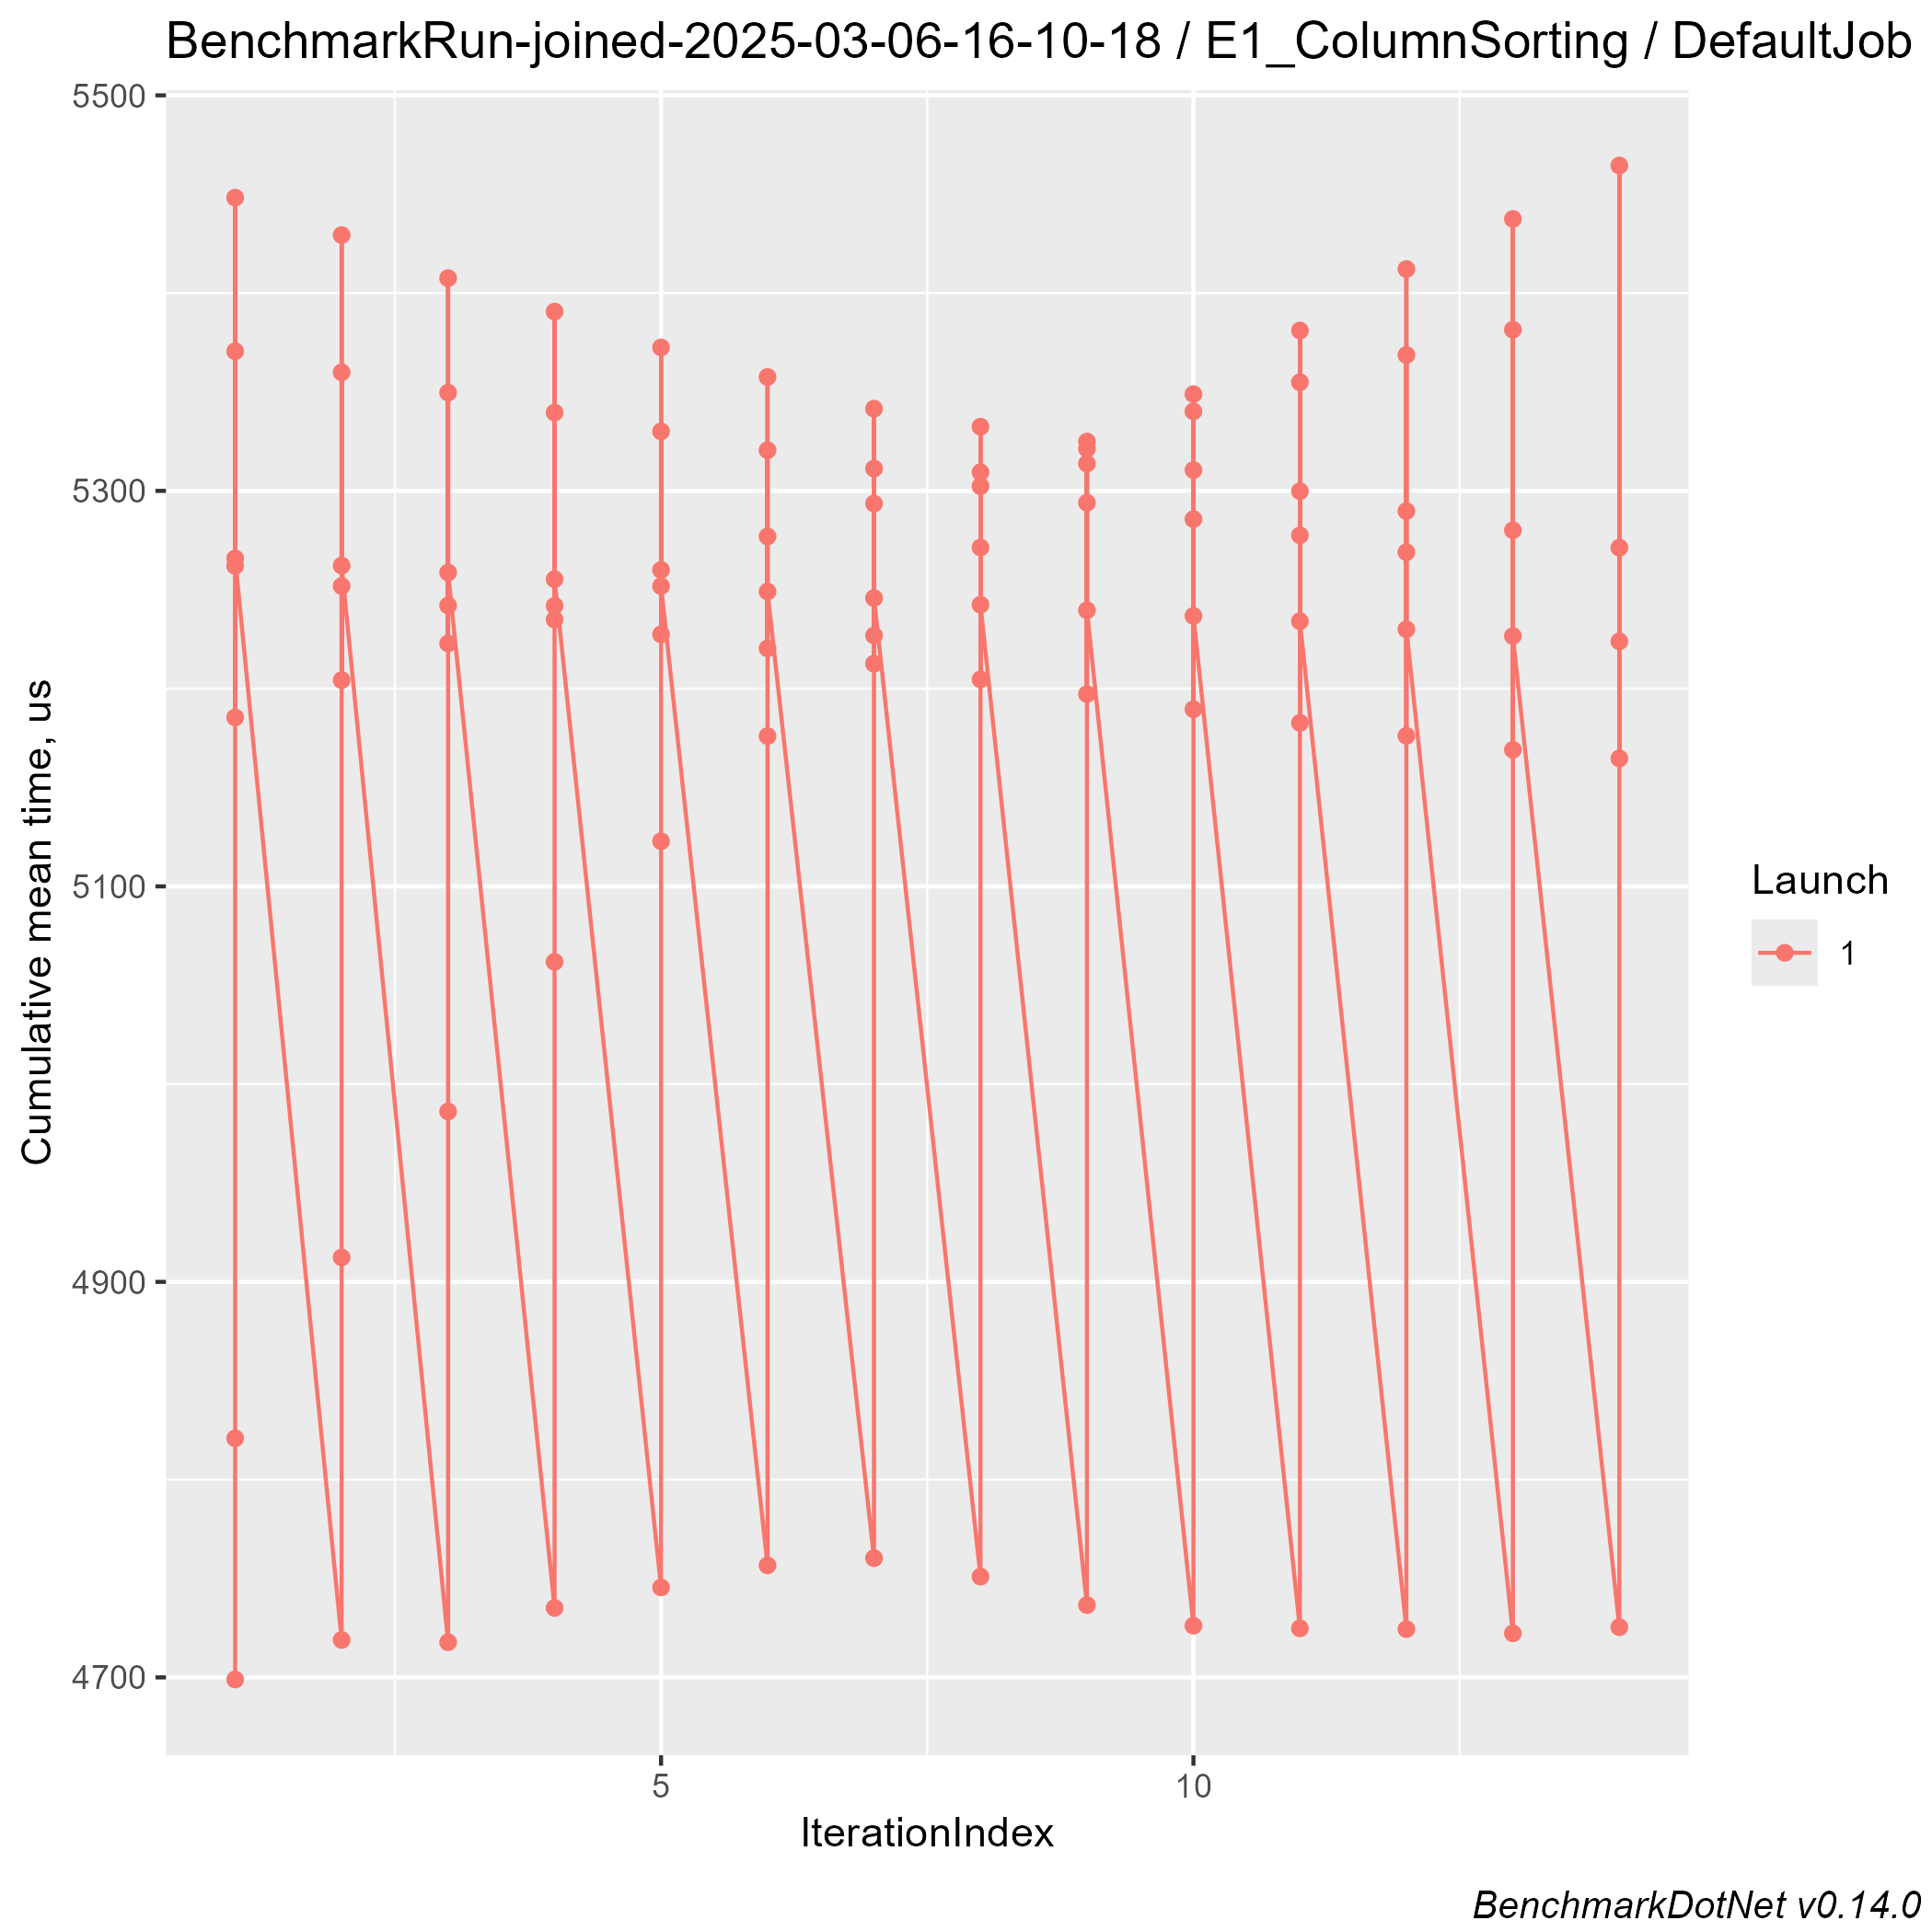 BenchmarkRun-joined-2025-03-06-16-10-18 / E1_ColumnSorting / DefaultJob
5500
5300
5100
4900
4700
Cumulative mean time, us
5
10
IterationIndex
Launch
1
BenchmarkDotNet v0.14.0